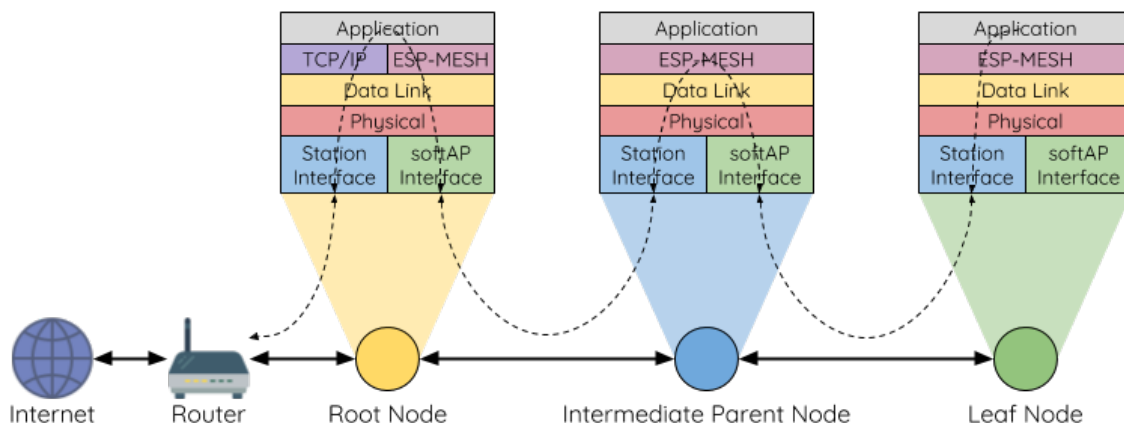 Application
TCP/IP
ESP-MESH
Data Link
Physical
Station
Interface
softAP
Interface
Application
ESP-MESH
Data Link
Physical
Station
Interface
softAP
Interface
Application
ESP-MESH
Data Link
Physical
Station
Interface
softAP
Interface
Internet
Router
Root Node
Intermediate Parent Node
Leaf Node